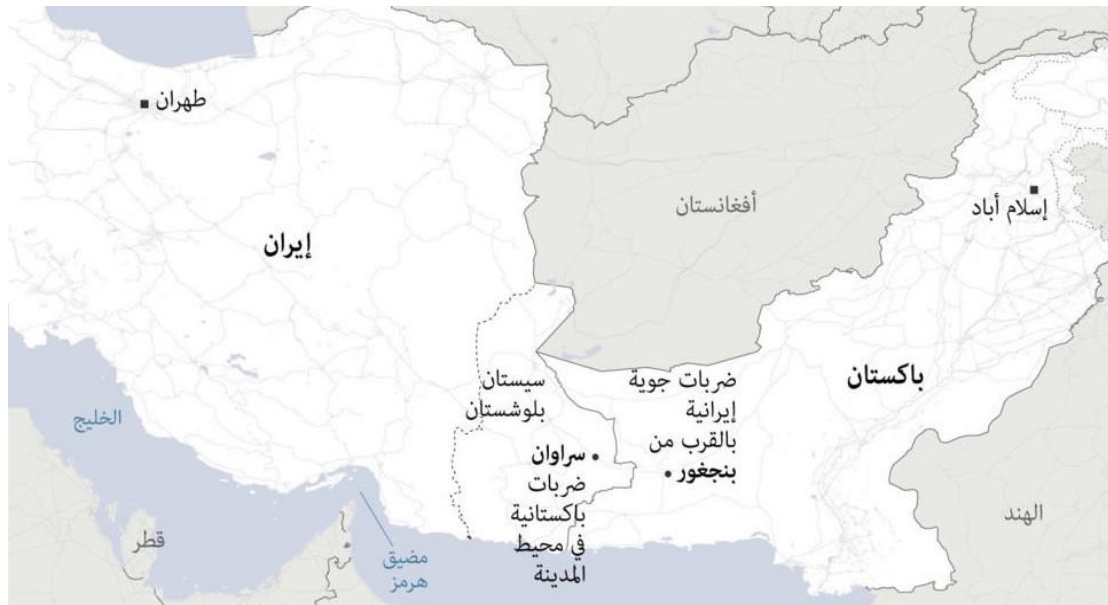 طهران
إسلام أباد
أفغانستان
إيران
باكستان
سيستان
بلوشستان
ضربات جوية
إيرانية
بالقرب من
بنجغور
سراوان
ضربات
باكستانية
في محيط
المدينة
الخليج
قطر
مضيق
هرمز
الهند